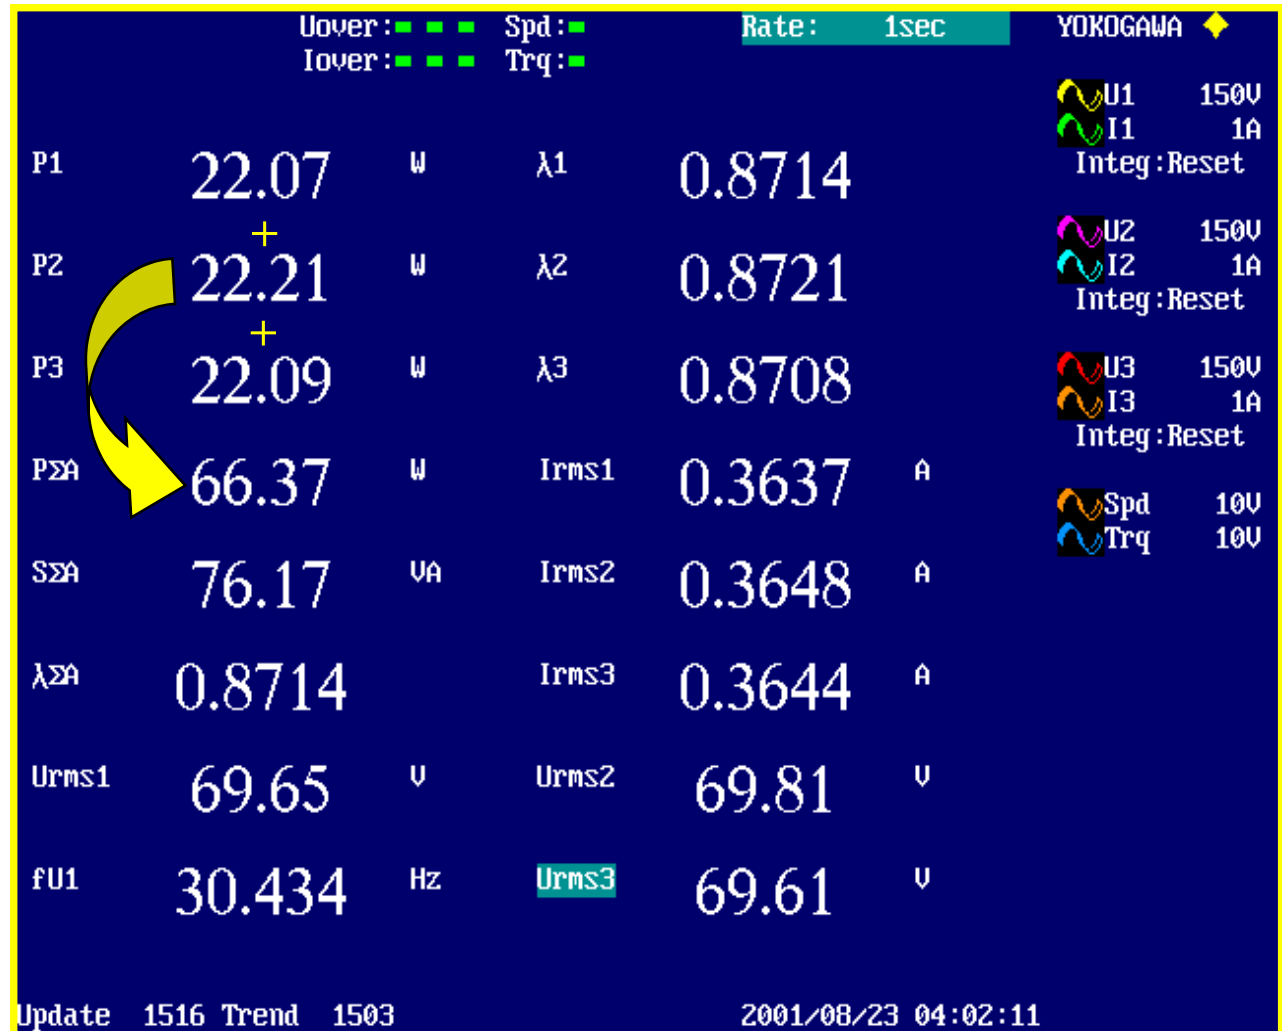 Uover: Spd: Rate: 1sec YOKOGAWA
Iover: Trq:
U1 150V
I1 1A
Integ:Reset
P1 22.07 W λ1 0.8714
+
U2 150V
I2 1A
Integ:Reset
P2 22.21 W λ2 0.8721
+
P3 22.09 W λ3 0.8708
U3 150V
I3 1A
Integ:Reset
PΣA 66.37 W Irms1 0.3637 A
Spd 10V
Trq 10V
SΣA 76.17 VA Irms2 0.3648 A
λΣA 0.8714 Irms3 0.3644 A
Urms1 69.65 V Urms2 69.81 V
fU1 30.434 Hz Urms3 69.61 V
Update 1516 Trend 1503 2001/08/23 04:02:11